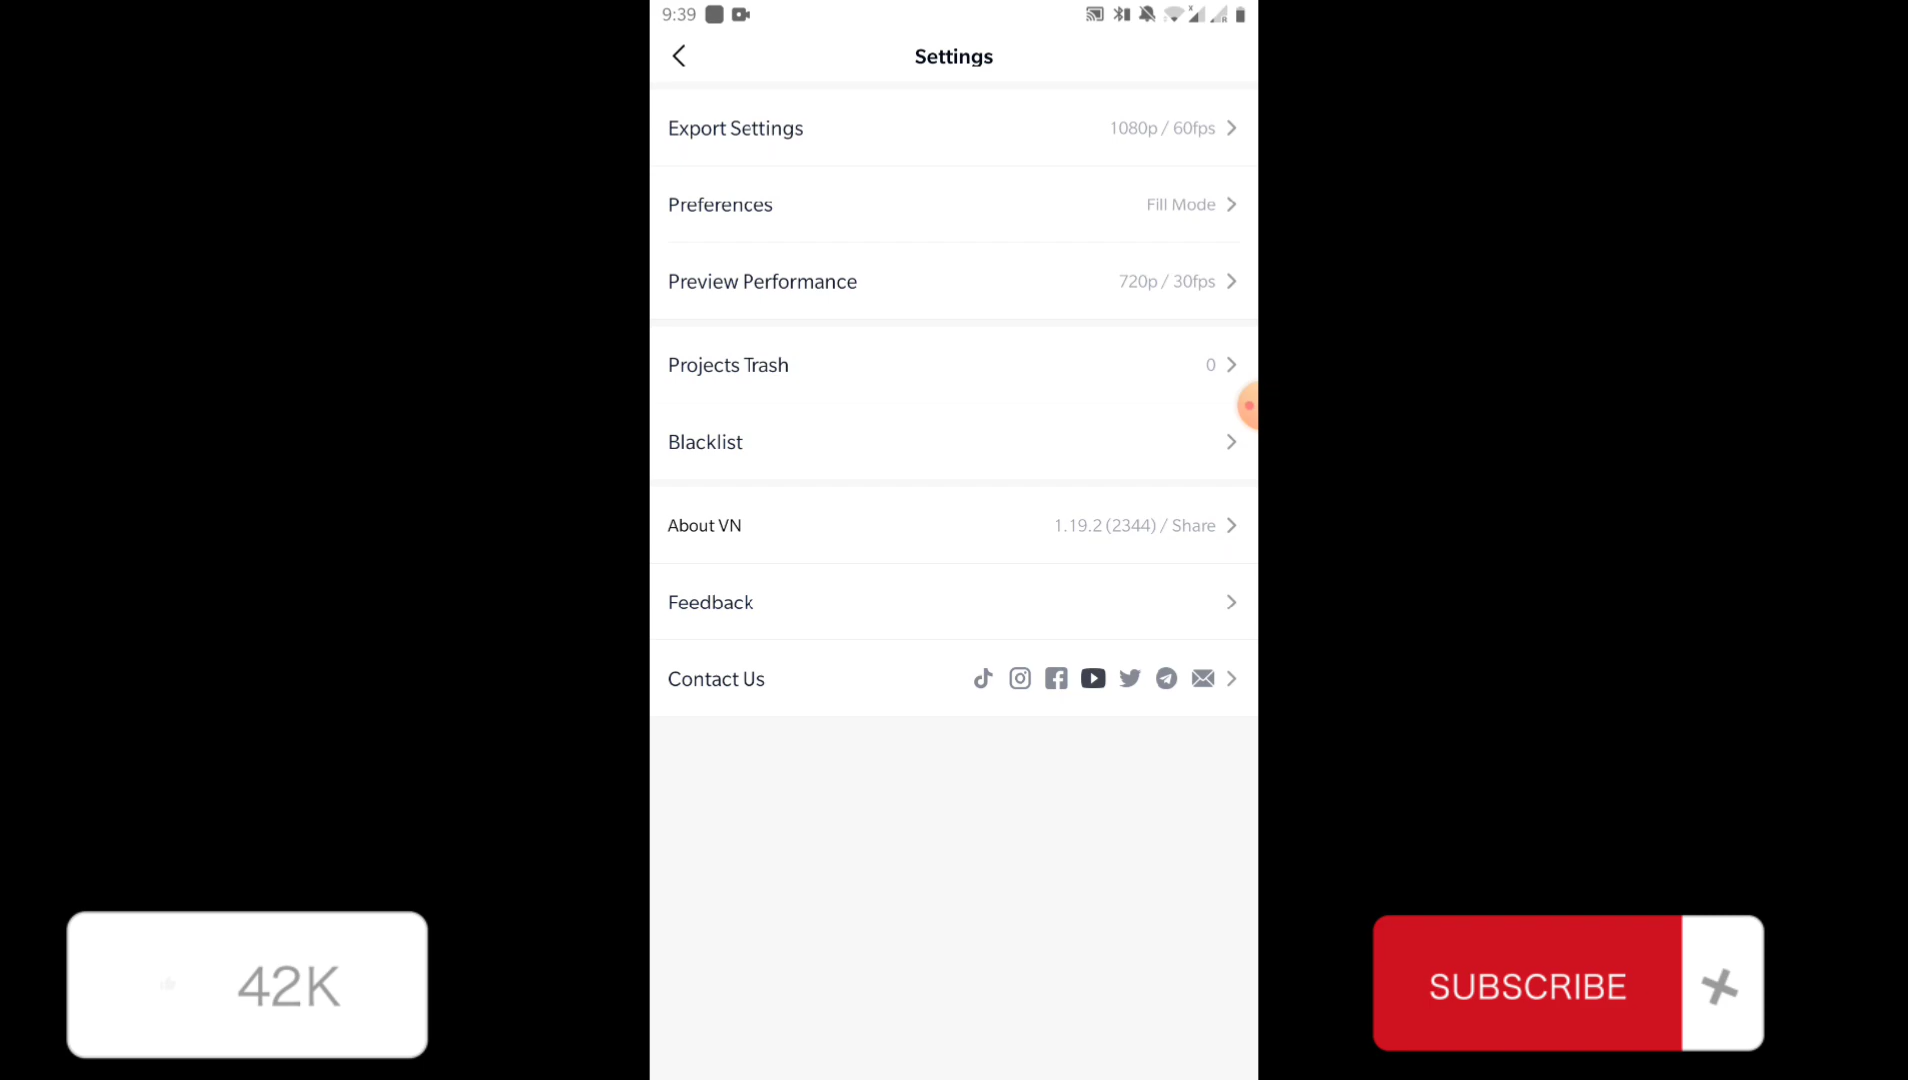 9:39
Settings
Export Settings 1080p / 60fps
Preferences Fill Mode
Preview Performance 720p / 30fps
Projects Trash 0
Blacklist
About VN 1.19.2 (2344) / Share
Feedback
Contact Us
42K
SUBSCRIBE